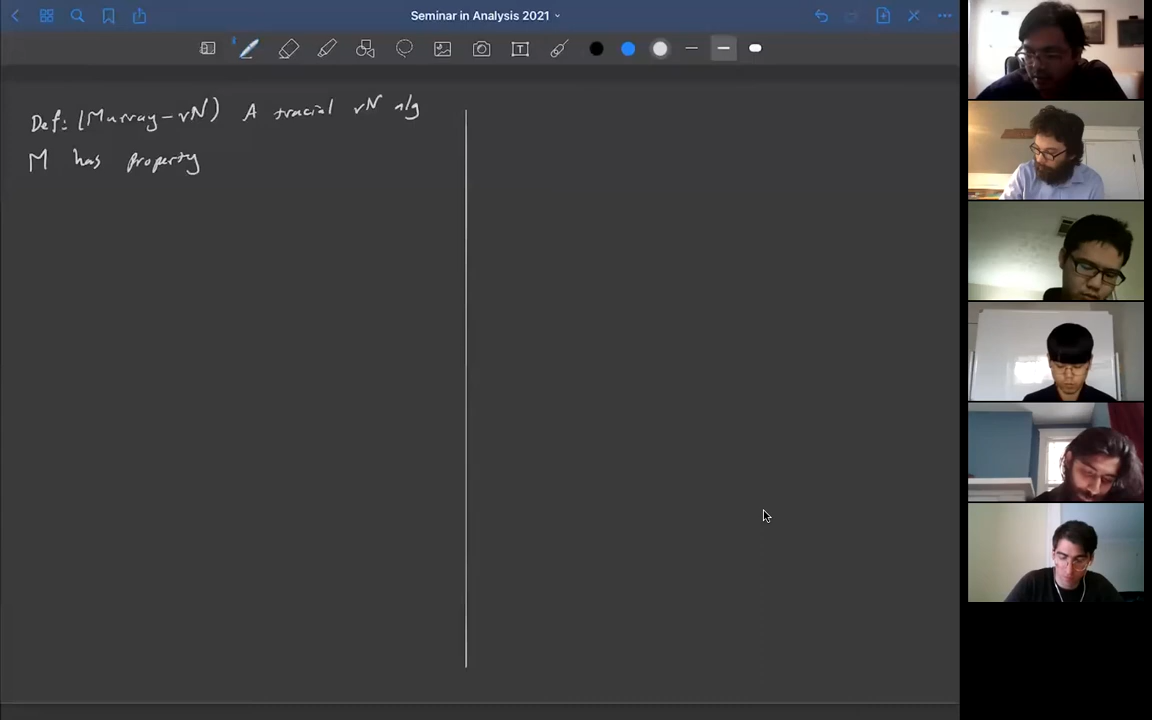 Seminar in Analysis 2021
Def: (Murray-vN) A tracial vN alg
M has property